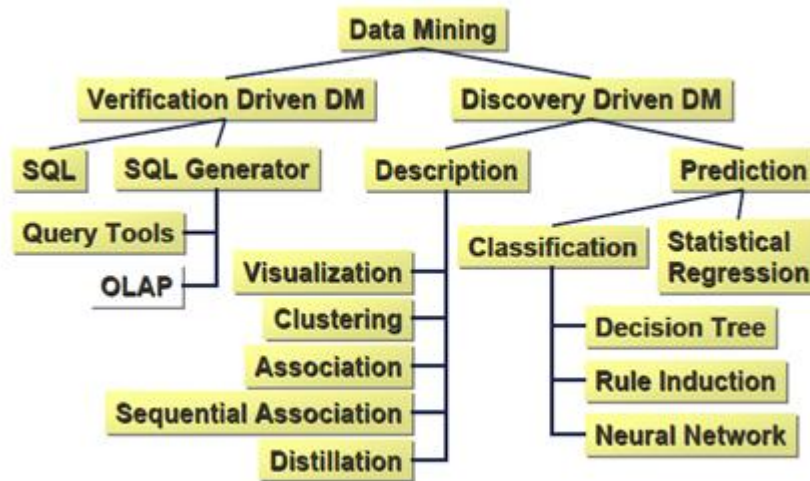 Data Mining
Verification Driven DM
Discovery Driven DM
SQL
SQL Generator
Description
Prediction
Query Tools
OLAP
Visualization
Clustering
Association
Sequential Association
Distillation
Classification
Statistical
Regression
Decision Tree
Rule Induction
Neural Network